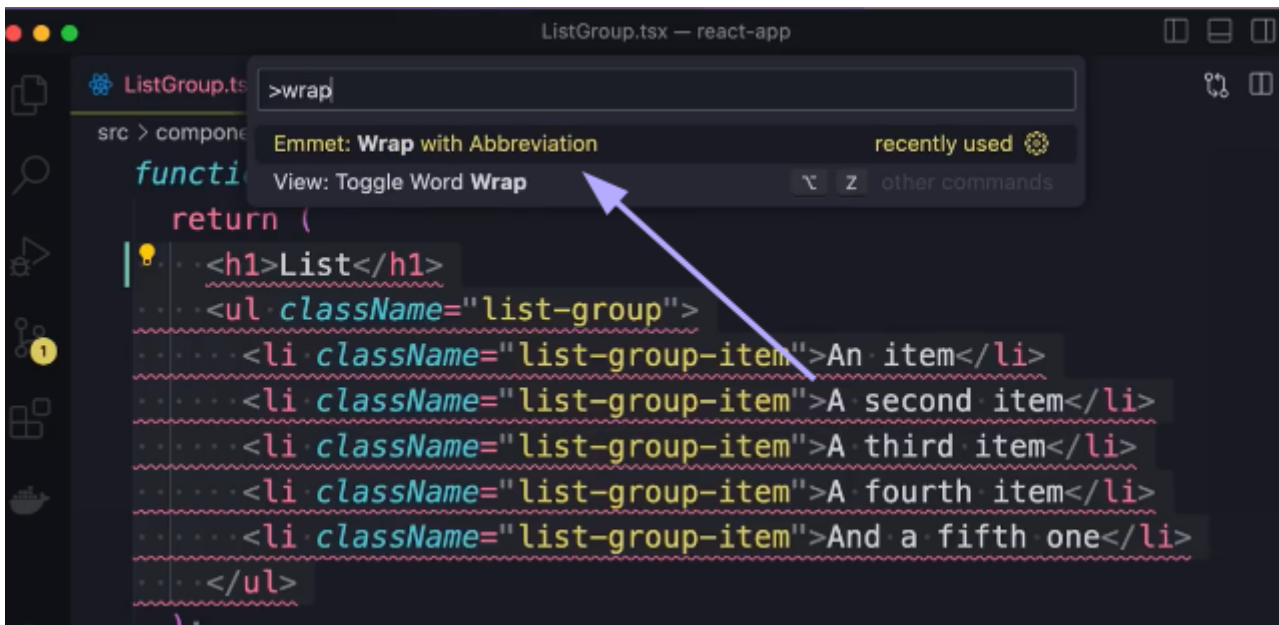 ListGroup.tsx — react-app
ListGroup.ts
>wrap
src > compone
Emmet: Wrap with Abbreviation recently used
functi
View: Toggle Word Wrap ⌥ Z other commands
return (
<h1>List</h1>
<ul className="list-group">
<li className="list-group-item">An item</li>
1
<li className="list-group-item">A second item</li>
<li className="list-group-item">A third item</li>
<li className="list-group-item">A fourth item</li>
<li className="list-group-item">And a fifth one</li>
</ul>
);